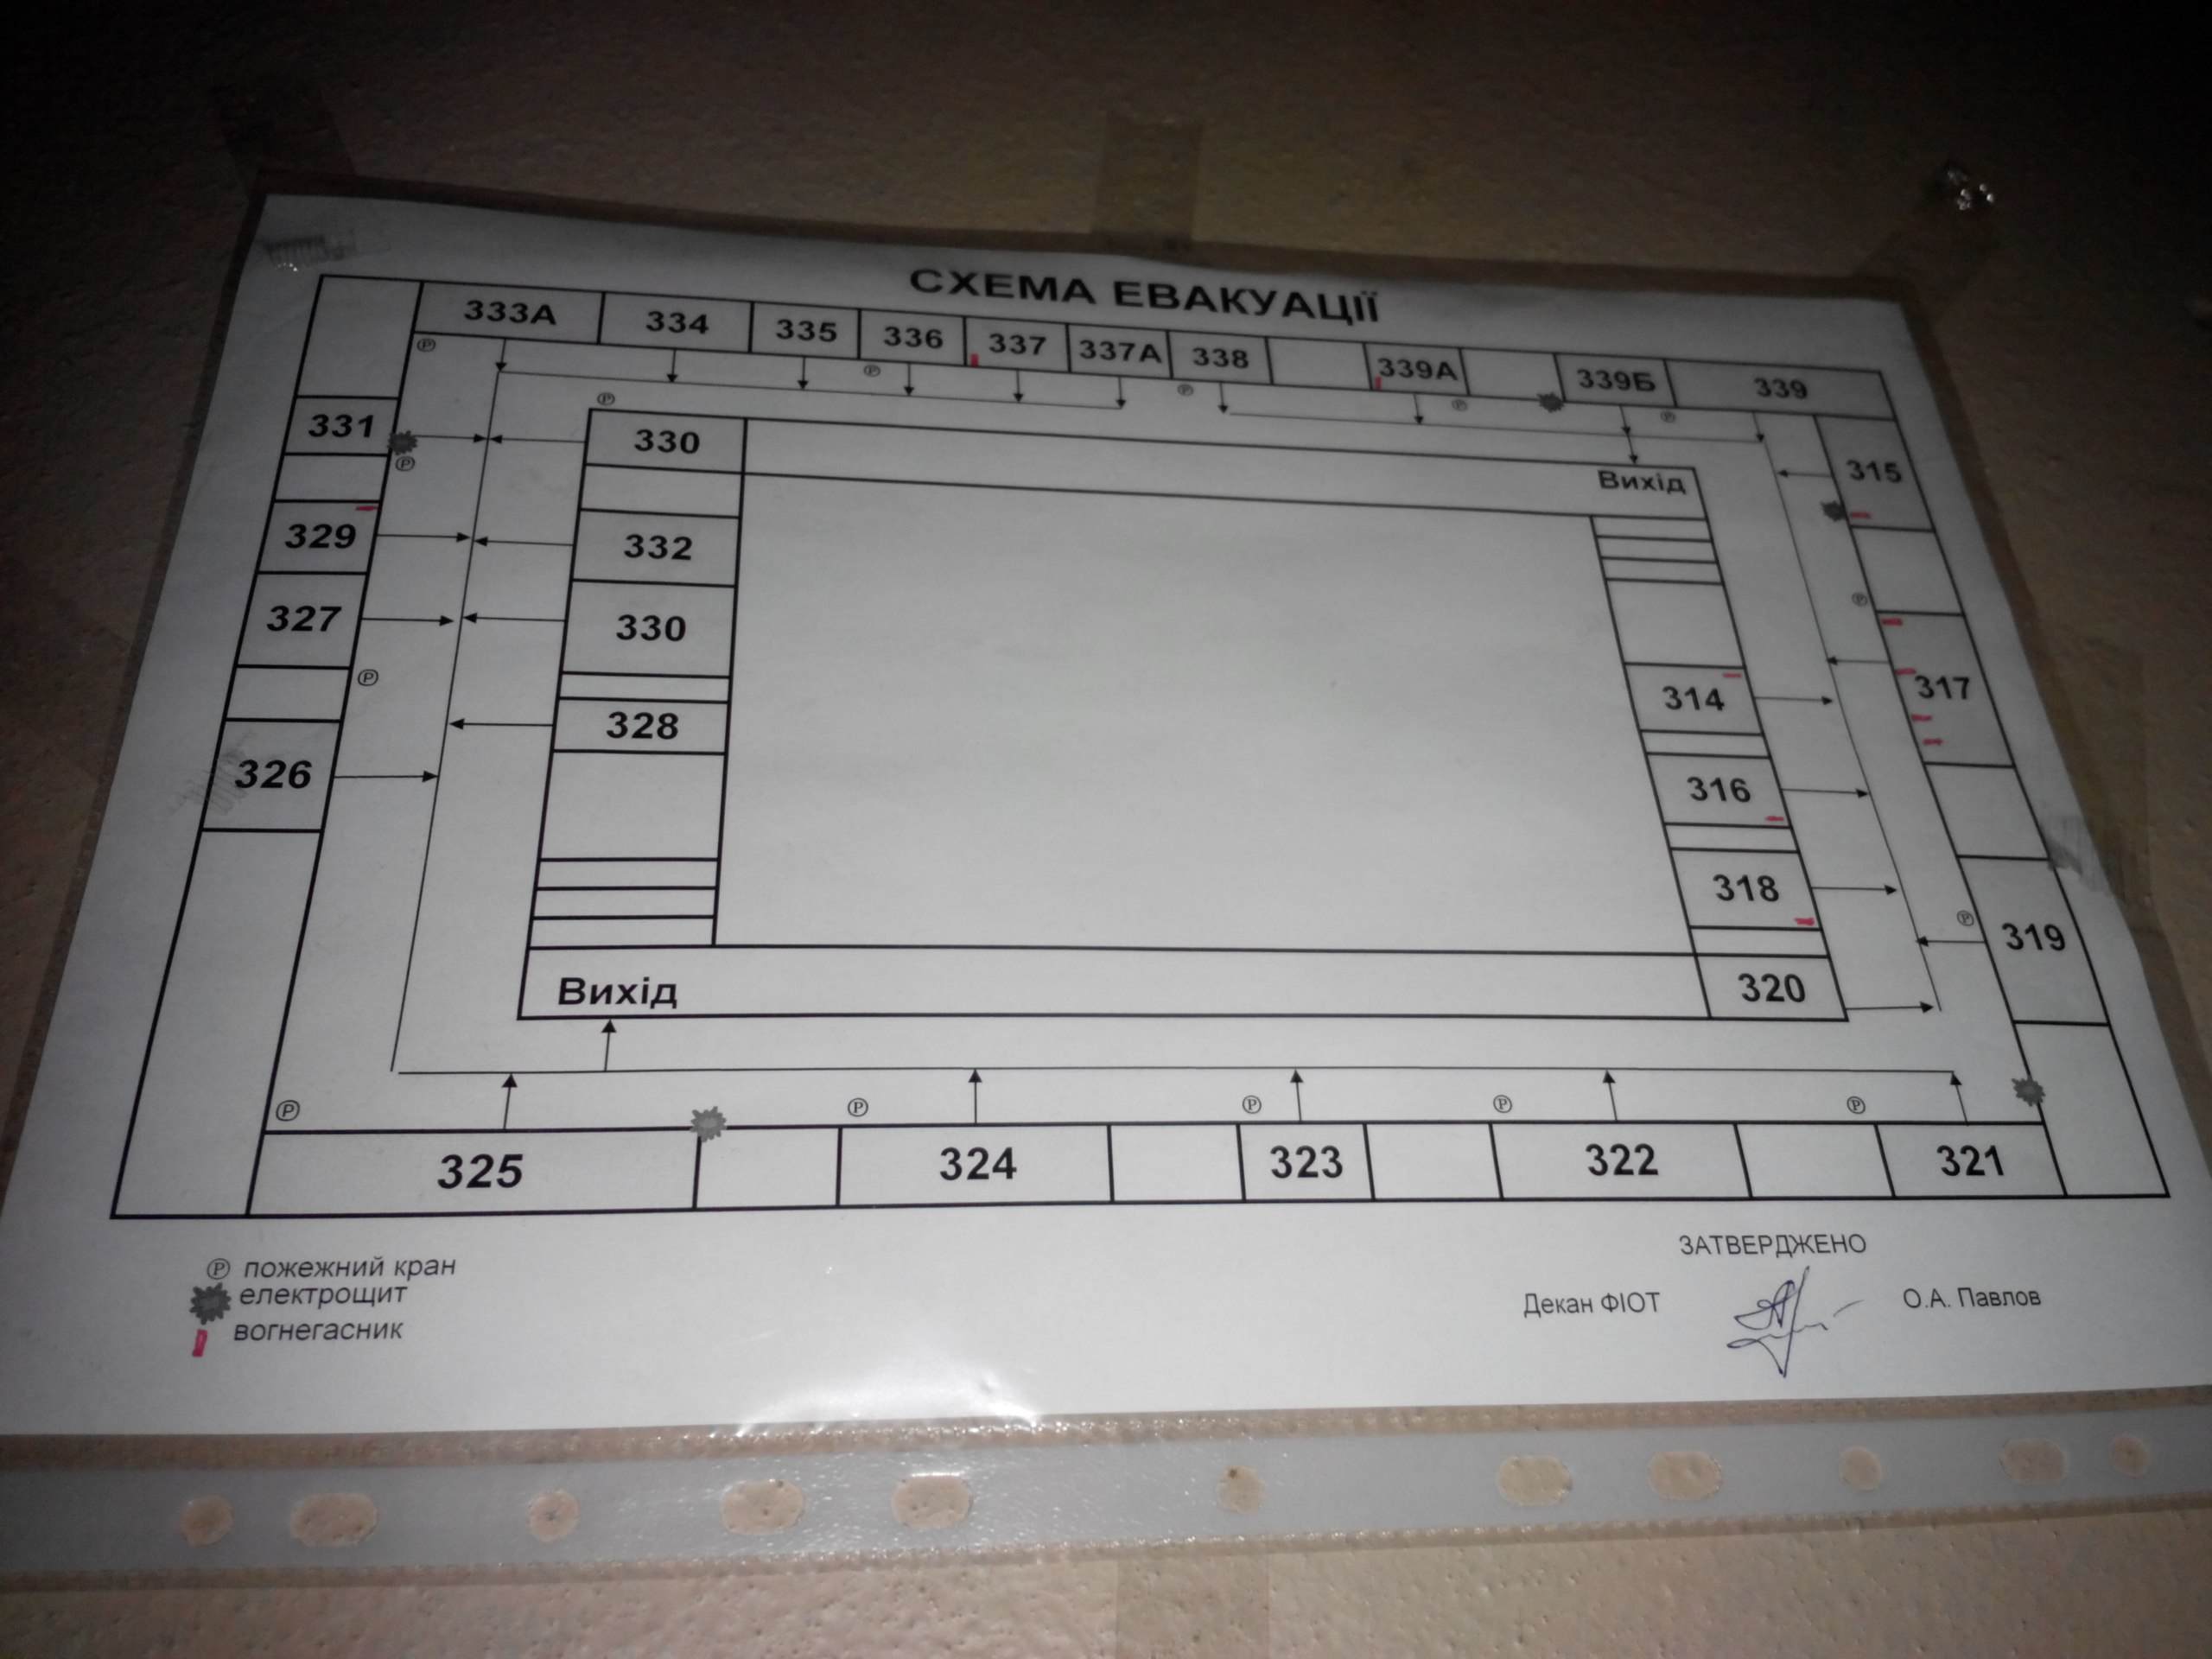 СХЕМА ЕВАКУАЦІЇ
333А 334 335 336 337 337А 338 339А 339Б 339
Ⓟ
Ⓟ Ⓟ Ⓟ Ⓟ
Ⓟ
331 330 Вихід 315
Ⓟ
329 332
327 330 Ⓟ
Ⓟ 314 317
328
326 316
318
Ⓟ
319
Вихід 320
Ⓟ Ⓟ Ⓟ Ⓟ Ⓟ
325 324 323 322 321
Ⓟ пожежний кран
електрощит
вогнегасник
ЗАТВЕРДЖЕНО
Декан ФІОТ О.А. Павлов